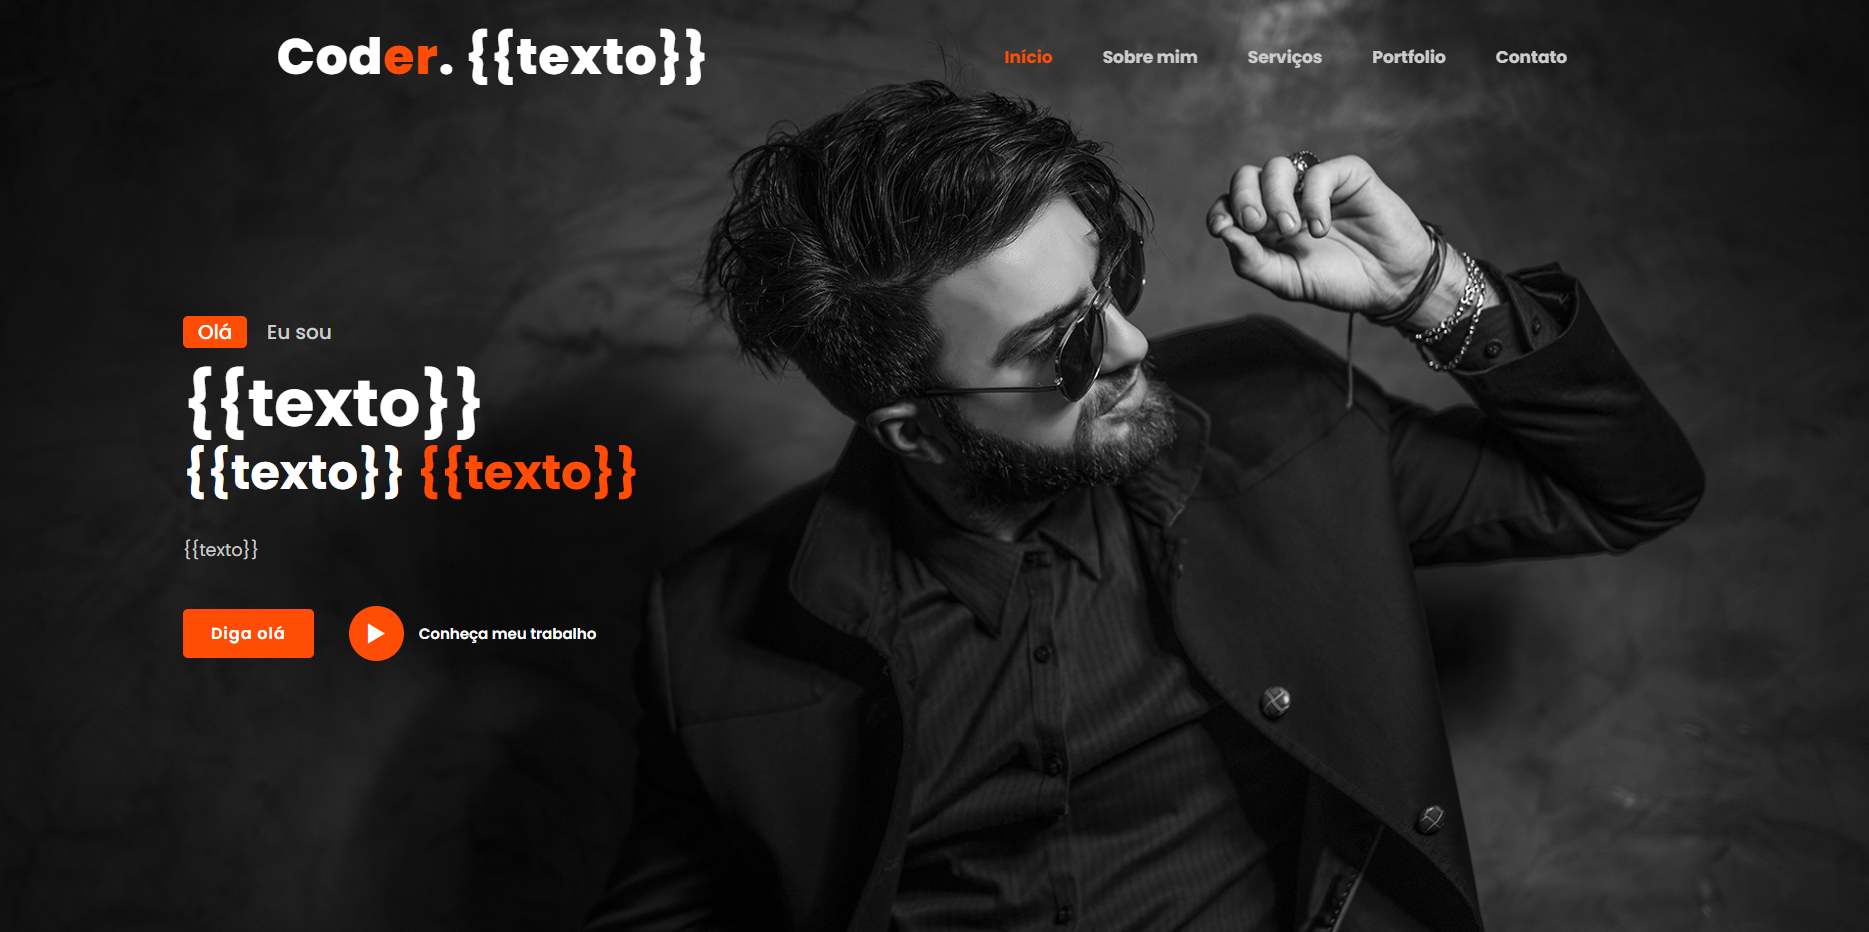 Coder. {{texto}}
Início Sobre mim Serviços Portfolio Contato
Olá Eu sou
{{texto}}
{{texto}} {{texto}}
{{texto}}
Diga olá Conheça meu trabalho